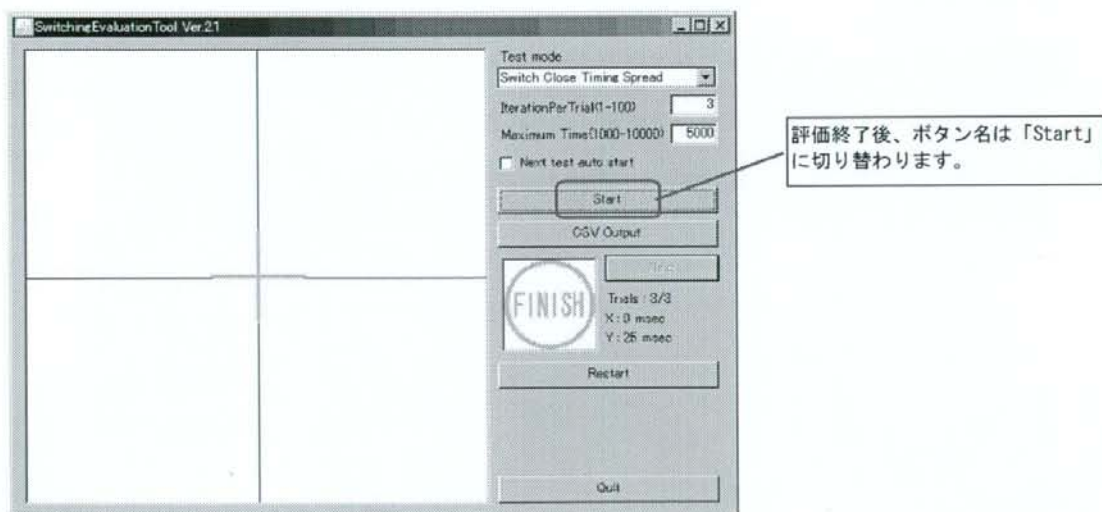 SwitchingEvaluationTool Ver.2.1
Test mode
Switch Close Timing Spread
IterationPerTrial(1-100) 3
Maximum Time(1000-10000) 5000
Next test auto start
Start
CSV Output
FINISH
Trials : 3/3
X : 0 msec
Y : 25 msec
Restart
Quit
評価終了後、ボタン名は「Start」
に切り替わります。